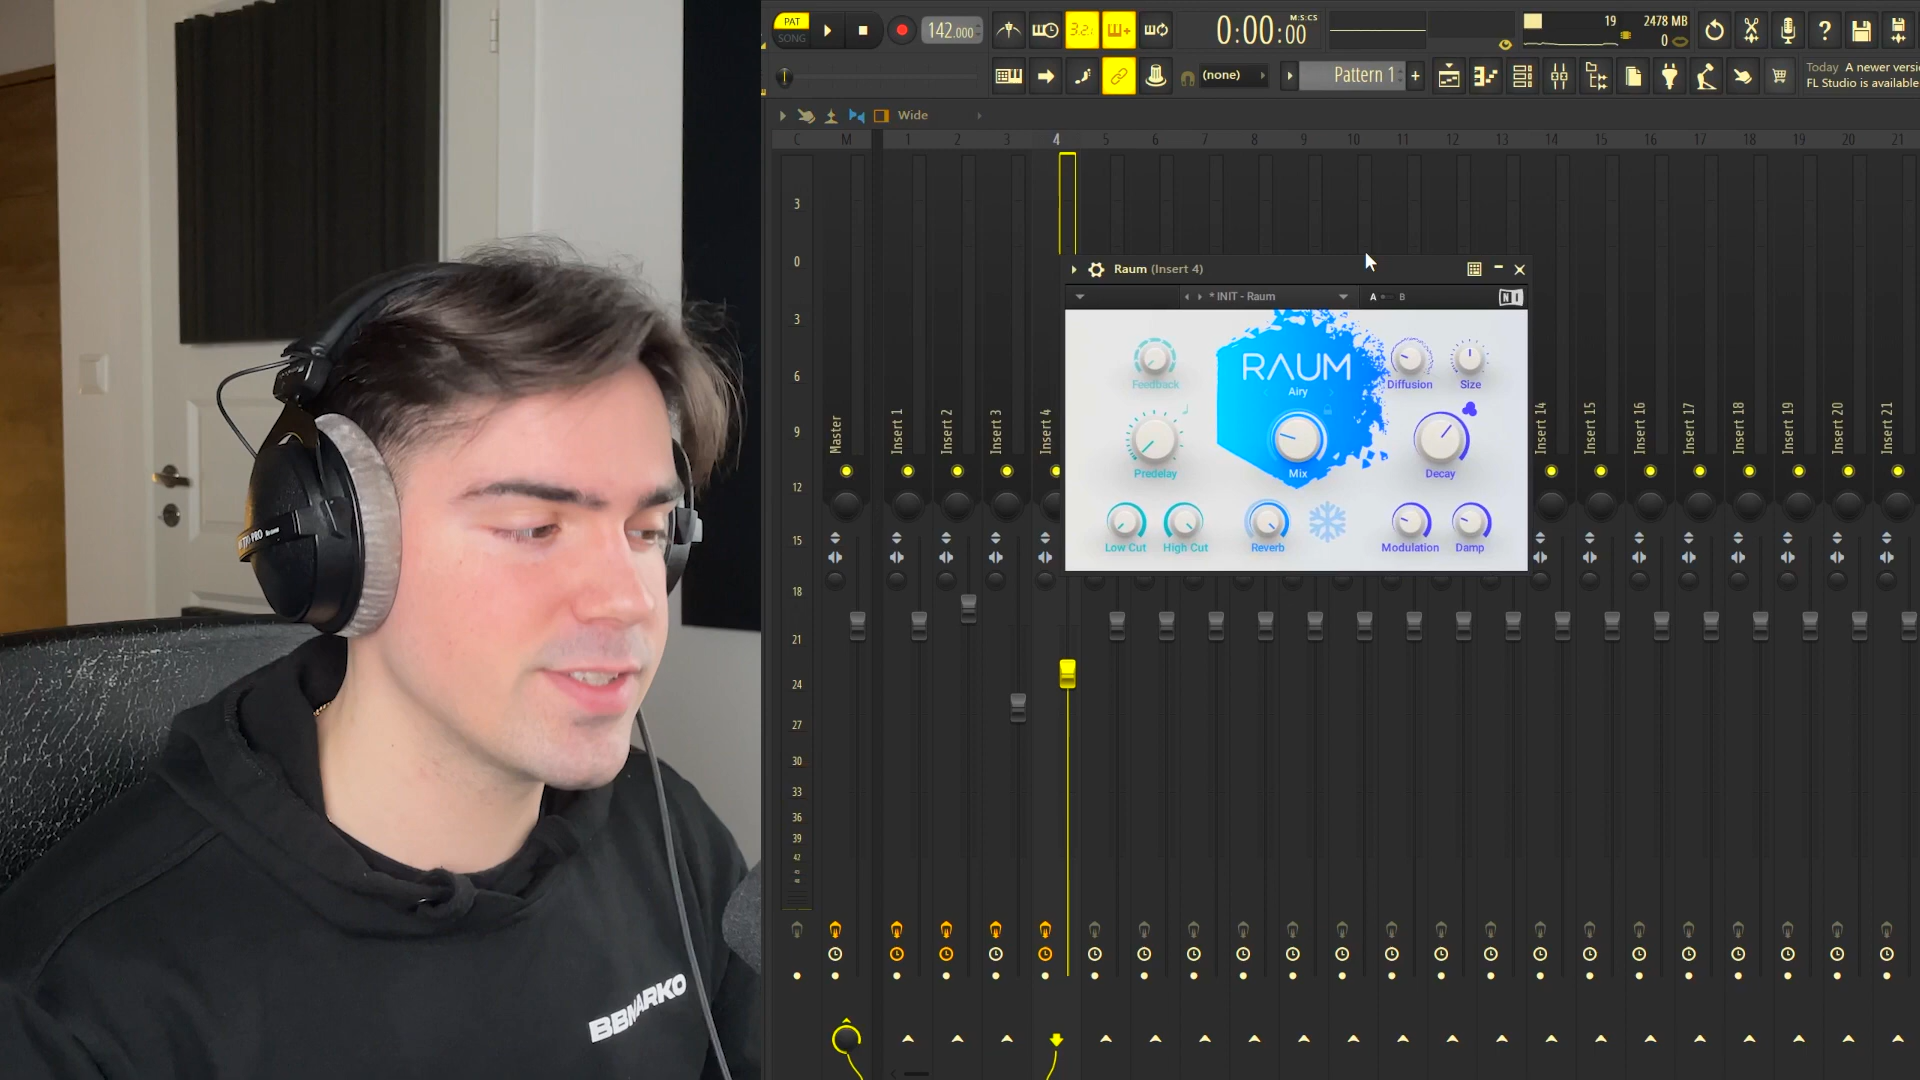 PAT
SONG
142.000
3.2.
0:00:00
M:S:CS
19
2478 MB
0
(none)
Pattern 1
Today A newer versi
FL Studio is available
Wide
C M 1 2 3 4 5 6 7 8 9 10 11 12 13 14 15 16 17 18 19 20 21
3
0
3
6
9
12
15
18
21
24
27
30
33
36
39
42
Master
Insert 1
Insert 2
Insert 3
Insert 4
Insert 14
Insert 15
Insert 16
Insert 17
Insert 18
Insert 19
Insert 20
Insert 21
Raum (Insert 4)
* INIT - Raum
A B
NI
RAUM
Airy
Feedback
Diffusion
Size
Predelay
Mix
Decay
Low Cut
High Cut
Reverb
Modulation
Damp
PRO
BBMARKO